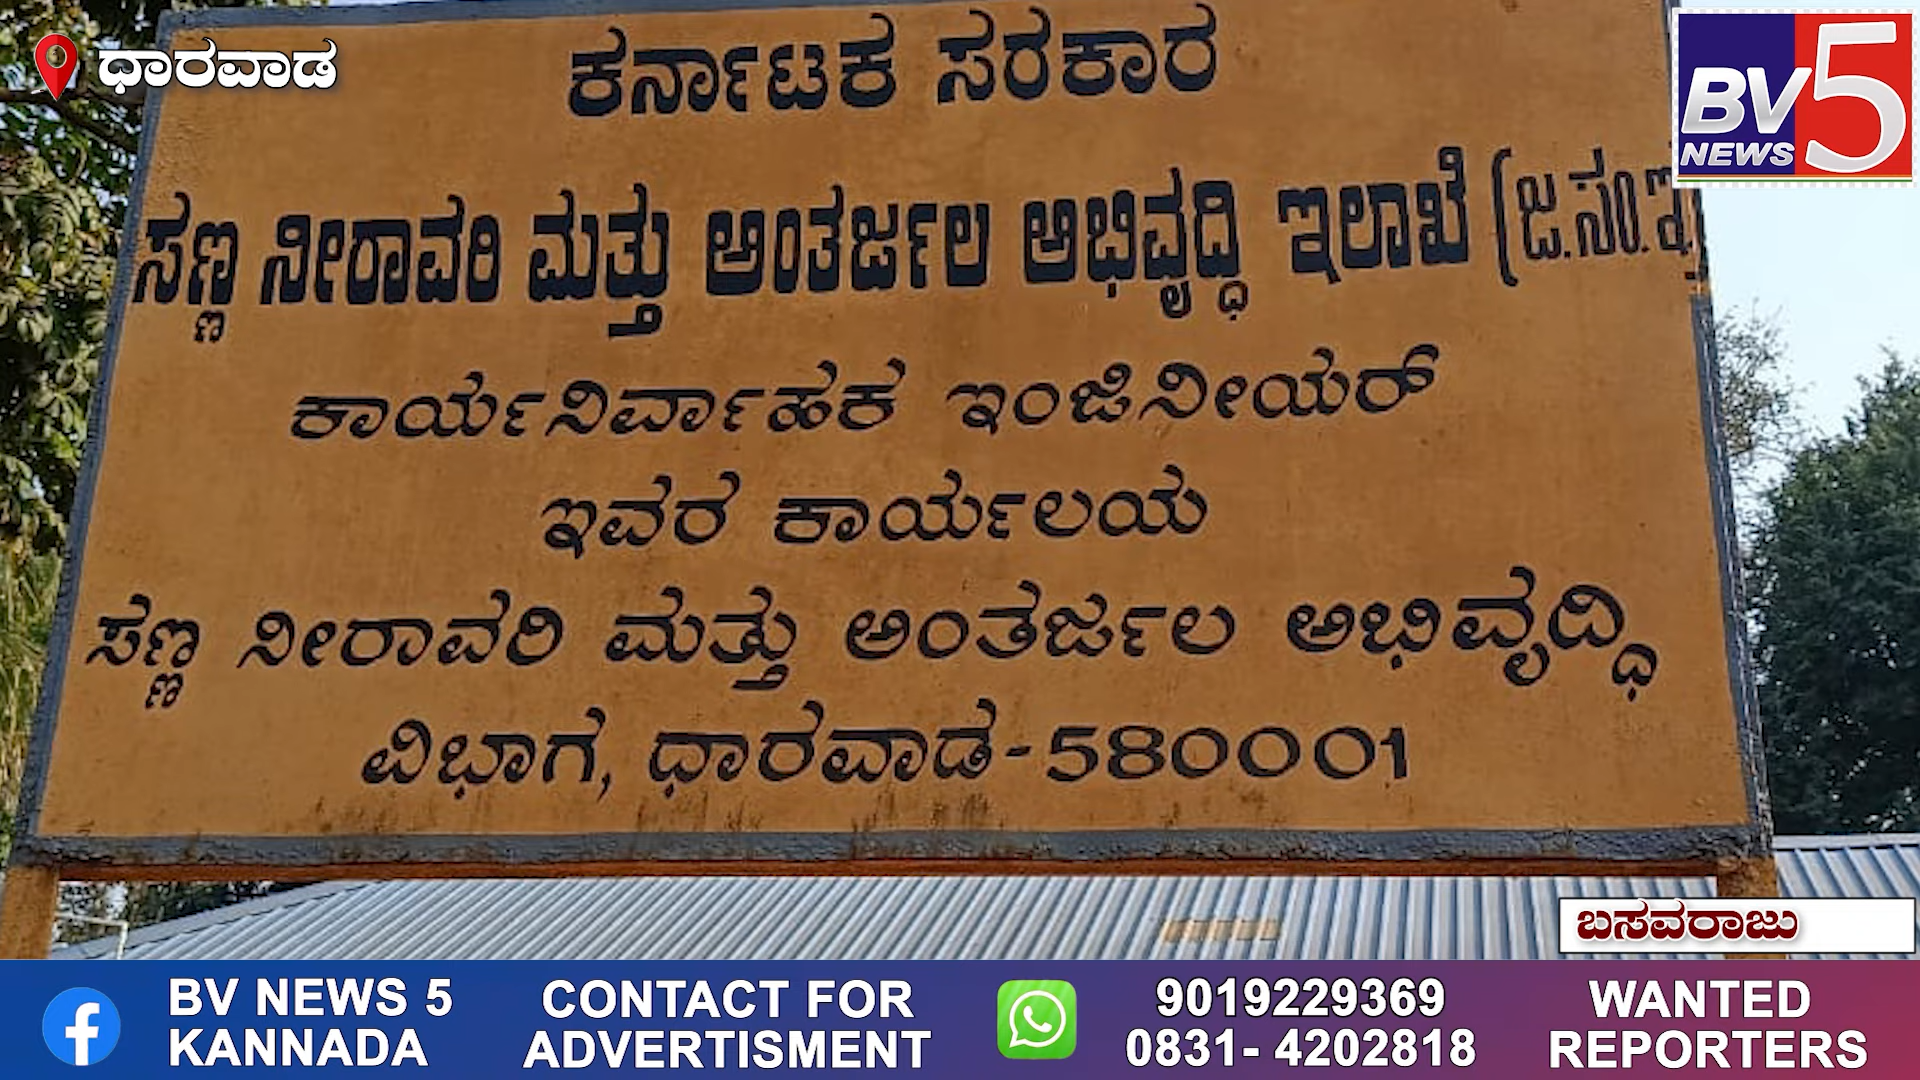 ಧಾರವಾಡ
BV 5
NEWS
ಕರ್ನಾಟಕ ಸರಕಾರ
ಸಣ್ಣ ನೀರಾವರಿ ಮತ್ತು ಅಂತರ್ಜಲ ಅಭಿವೃದ್ಧಿ ಇಲಾಖೆ (ಜ.ಸಂ.ಇ)
ಕಾರ್ಯನಿರ್ವಾಹಕ ಇಂಜಿನೀಯರ್
ಇವರ ಕಾರ್ಯಲಯ
ಸಣ್ಣ ನೀರಾವರಿ ಮತ್ತು ಅಂತರ್ಜಲ ಅಭಿವೃದ್ಧಿ
ವಿಭಾಗ, ಧಾರವಾಡ-580001
ಬಸವರಾಜು
BV NEWS 5
KANNADA
CONTACT FOR
ADVERTISMENT
9019229369
0831- 4202818
WANTED
REPORTERS